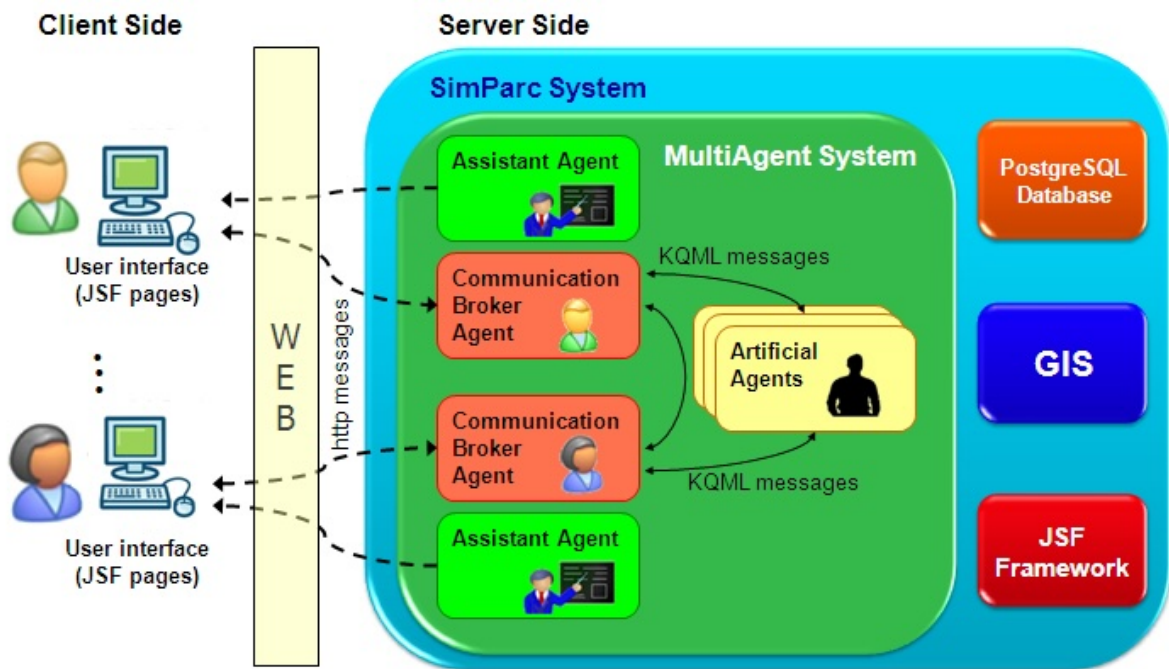 Client Side
Server Side
SimParc System
MultiAgent System
Assistant Agent
PostgreSQL
Database
User interface
(JSF pages)
KQML messages
Communication
Broker
Agent
W
E
B
http messages
Artificial
Agents
GIS
Communication
Broker
Agent
KQML messages
User interface
(JSF pages)
Assistant Agent
JSF
Framework